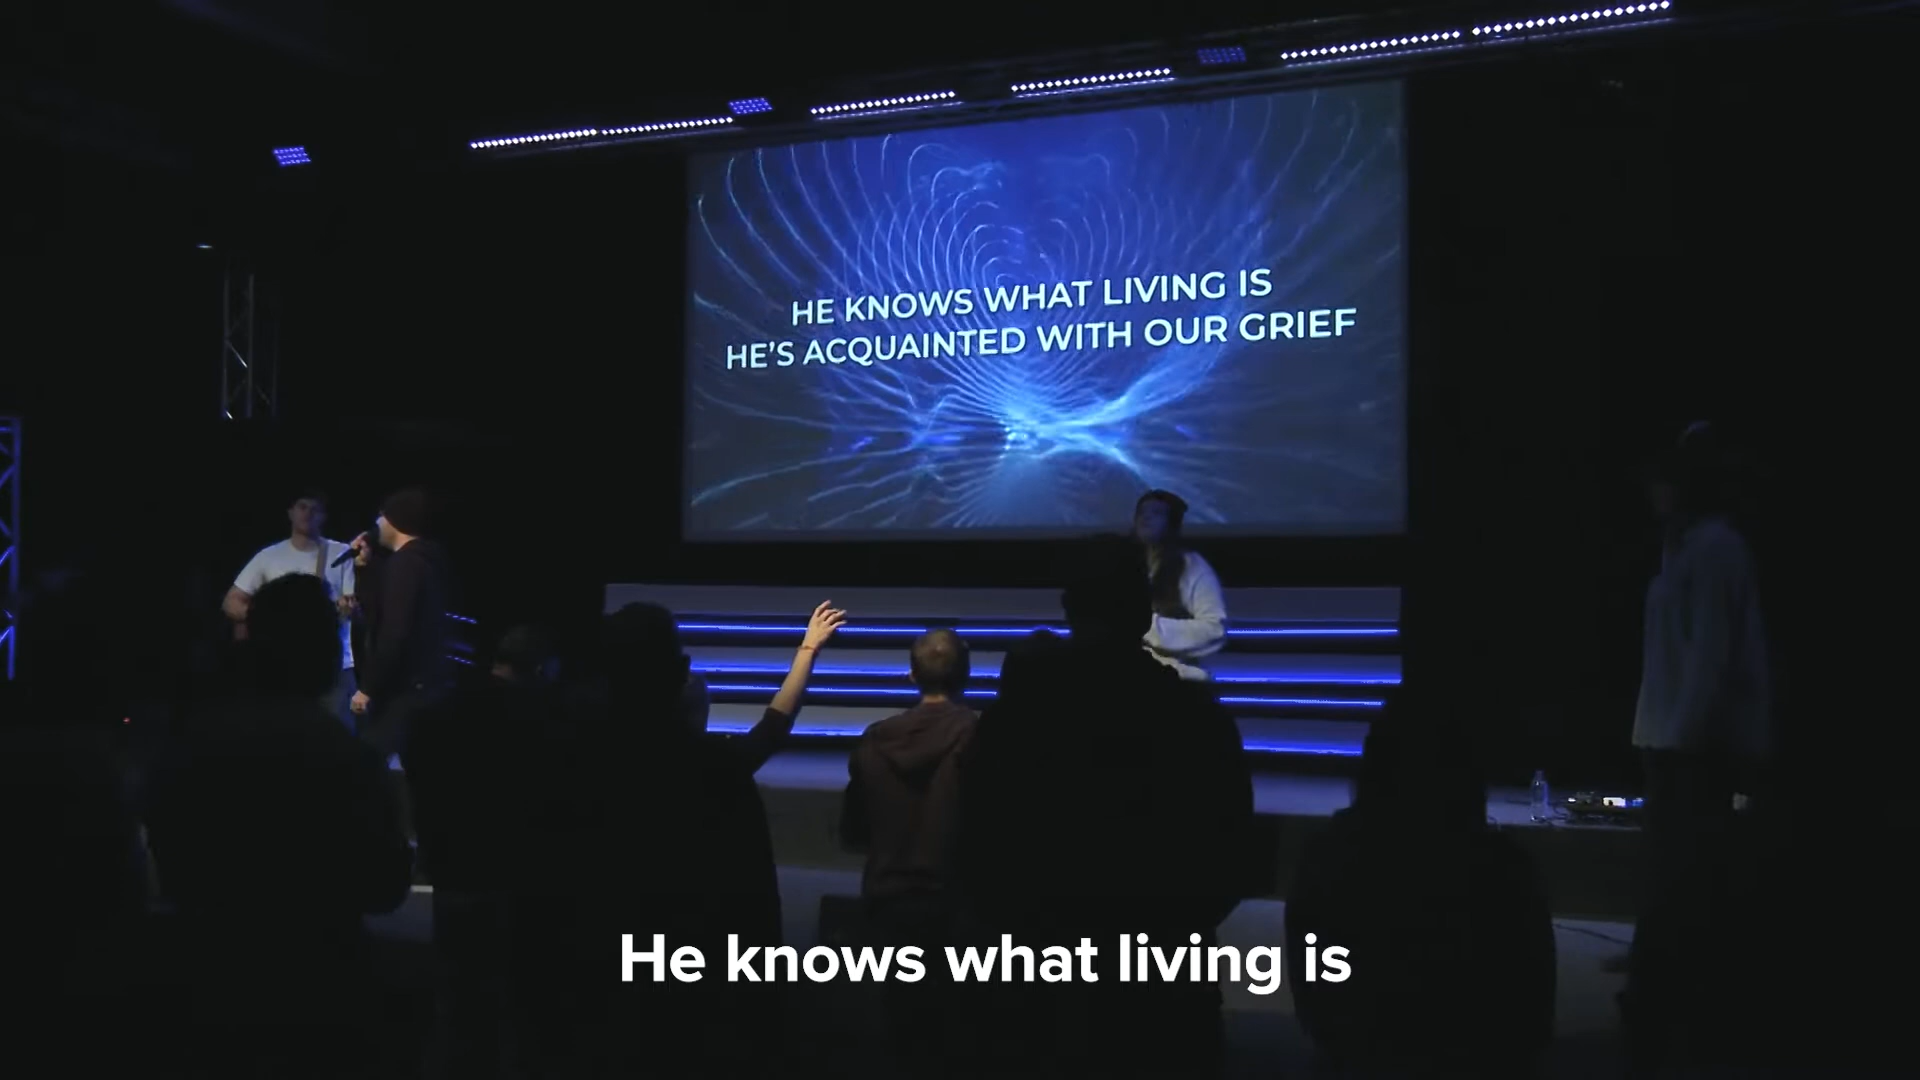 HE KNOWS WHAT LIVING IS
HE'S ACQUAINTED WITH OUR GRIEF
He knows what living is